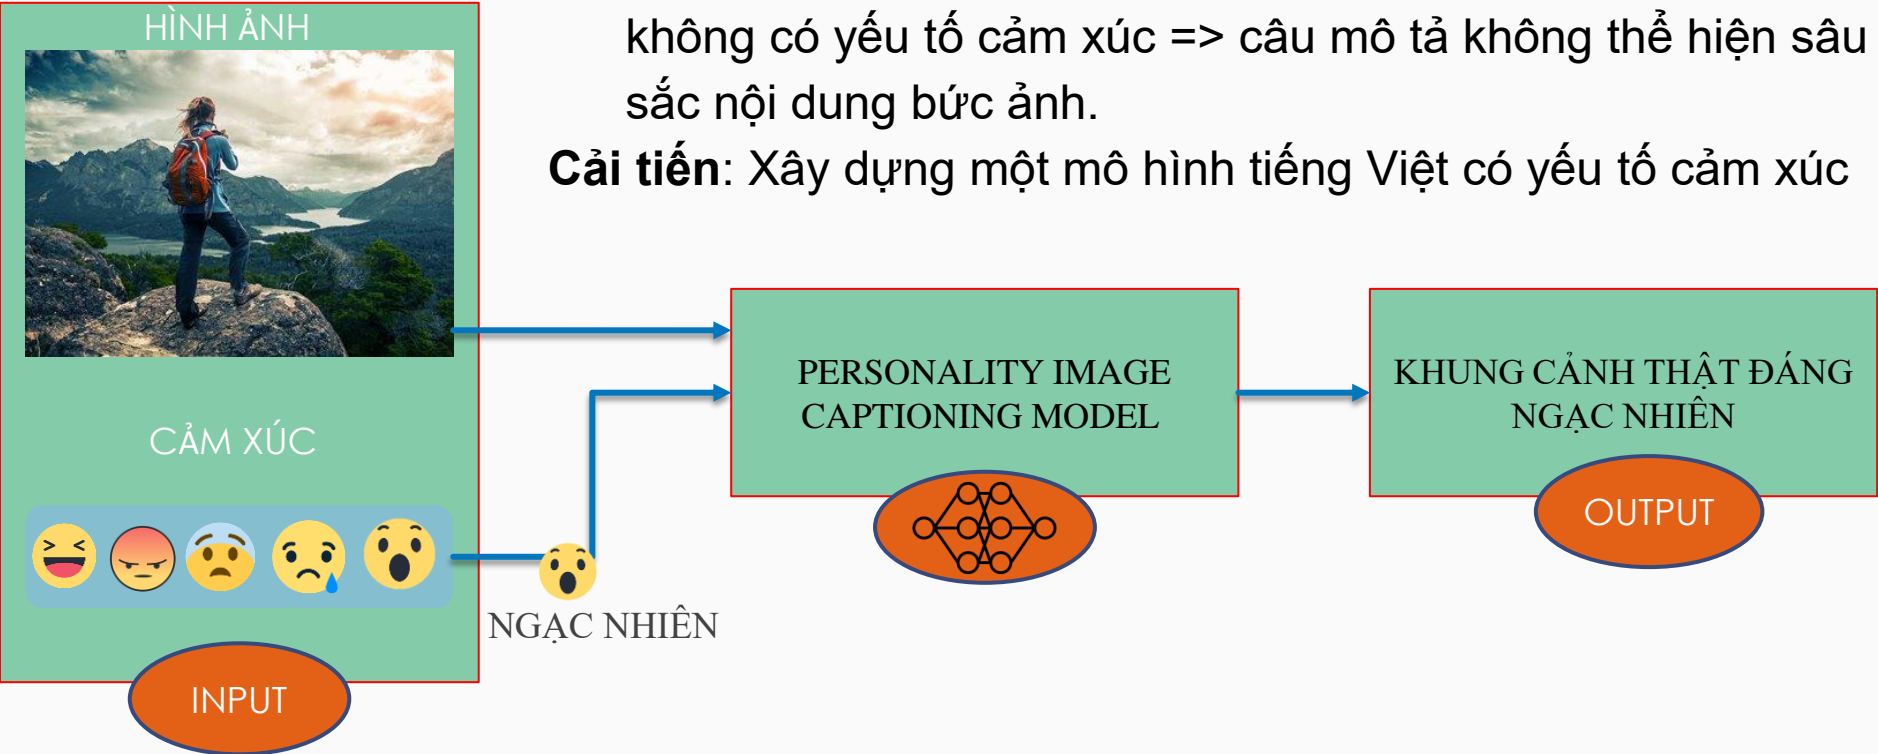 HÌNH ẢNH
không có yếu tố cảm xúc => câu mô tả không thể hiện sâu
sắc nội dung bức ảnh.
Cải tiến: Xây dựng một mô hình tiếng Việt có yếu tố cảm xúc
CẢM XÚC
NGẠC NHIÊN
INPUT
PERSONALITY IMAGE
CAPTIONING MODEL
KHUNG CẢNH THẬT ĐÁNG
NGẠC NHIÊN
OUTPUT